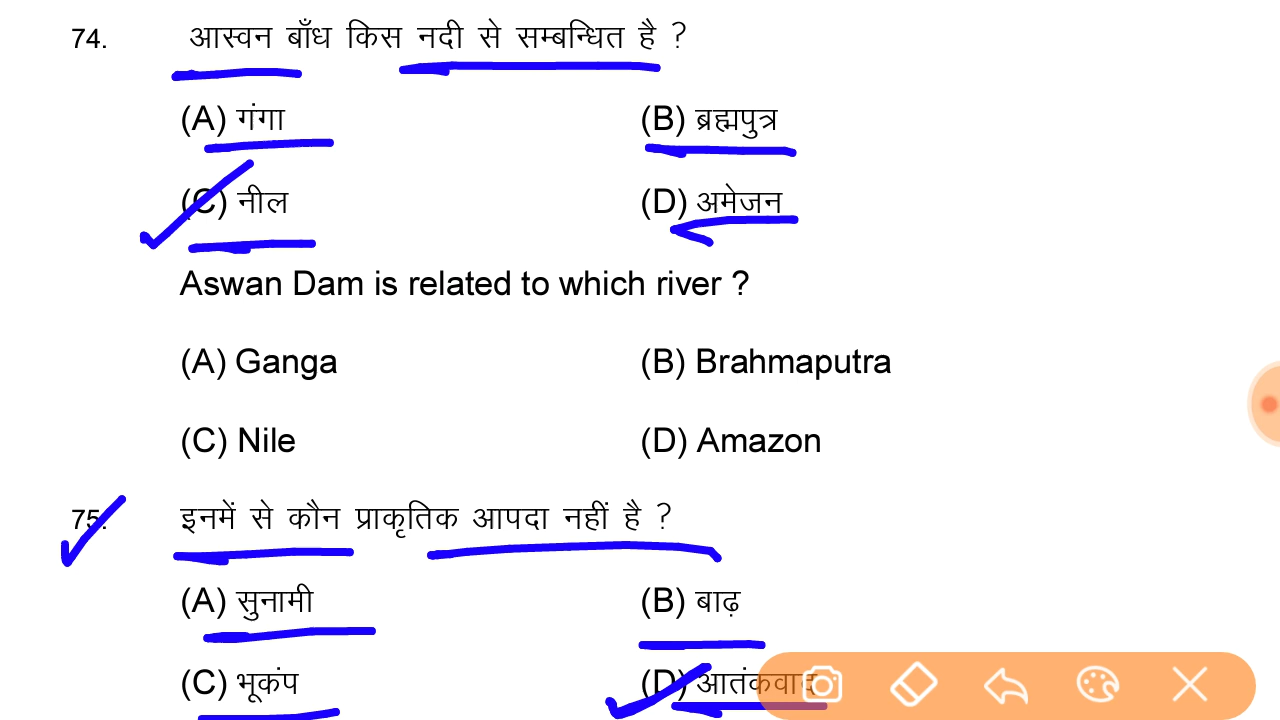 74. आस्वन बाँध किस नदी से सम्बन्धित है ?
(A) गंगा (B) ब्रह्मपुत्र
(C) नील (D) अमेजन
Aswan Dam is related to which river ?
(A) Ganga (B) Brahmaputra
(C) Nile (D) Amazon
75. इनमें से कौन प्राकृतिक आपदा नहीं है ?
(A) सुनामी (B) बाढ़
(C) भूकंप (D) आतंकवाद